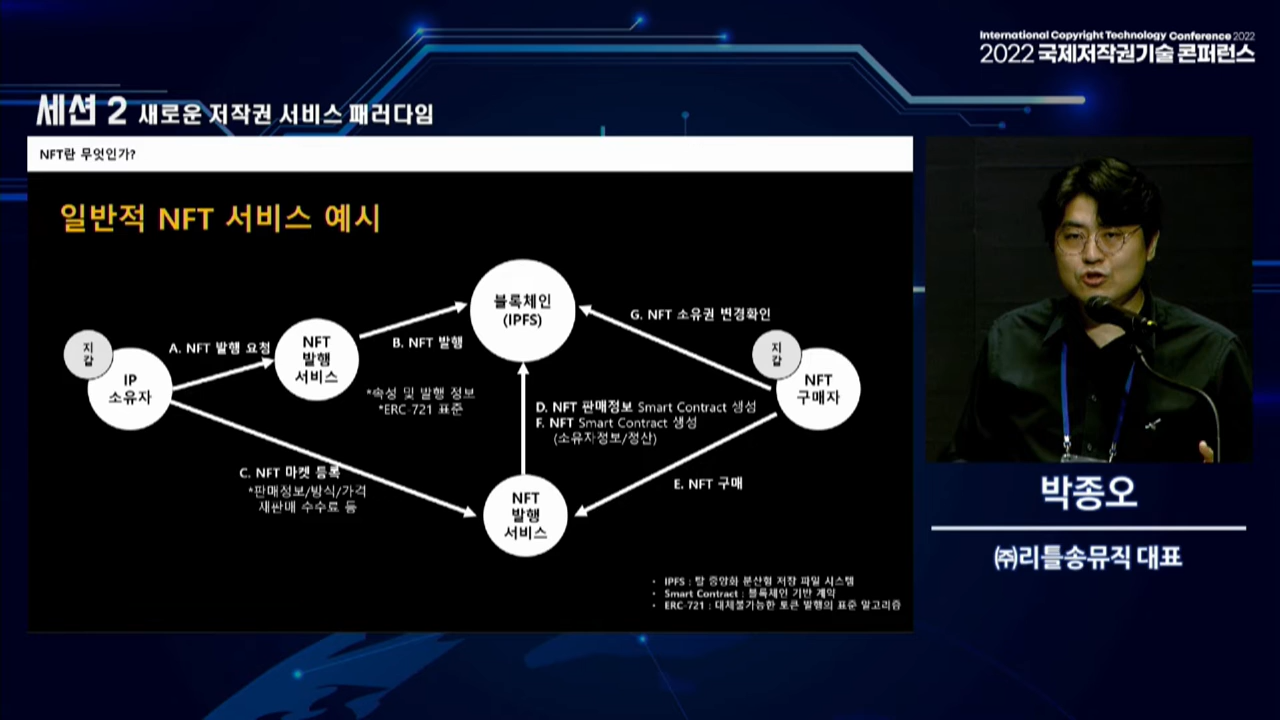 International Copyright Technology Conference 2022
2022 국제저작권기술 콘퍼런스
세션 2 새로운 저작권 서비스 패러다임
NFT란 무엇인가?
일반적 NFT 서비스 예시
지갑
IP
소유자
A. NFT 발행 요청
NFT
발행
서비스
B. NFT 발행
*속성 및 발행 정보
*ERC-721 표준
블록체인
(IPFS)
G. NFT 소유권 변경확인
지갑
NFT
구매자
D. NFT 판매정보 Smart Contract 생성
F. NFT Smart Contract 생성
(소유자정보/정산)
C. NFT 마켓 등록
*판매정보/방식/가격
재판매 수수료 등
E. NFT 구매
NFT
발행
서비스
• IPFS : 탈 중앙화 분산형 저장 파일 시스템
• Smart Contract : 블록체인 기반 계약
• ERC-721 : 대체불가능한 토큰 발행의 표준 알고리즘
박종오
㈜리틀송뮤직 대표